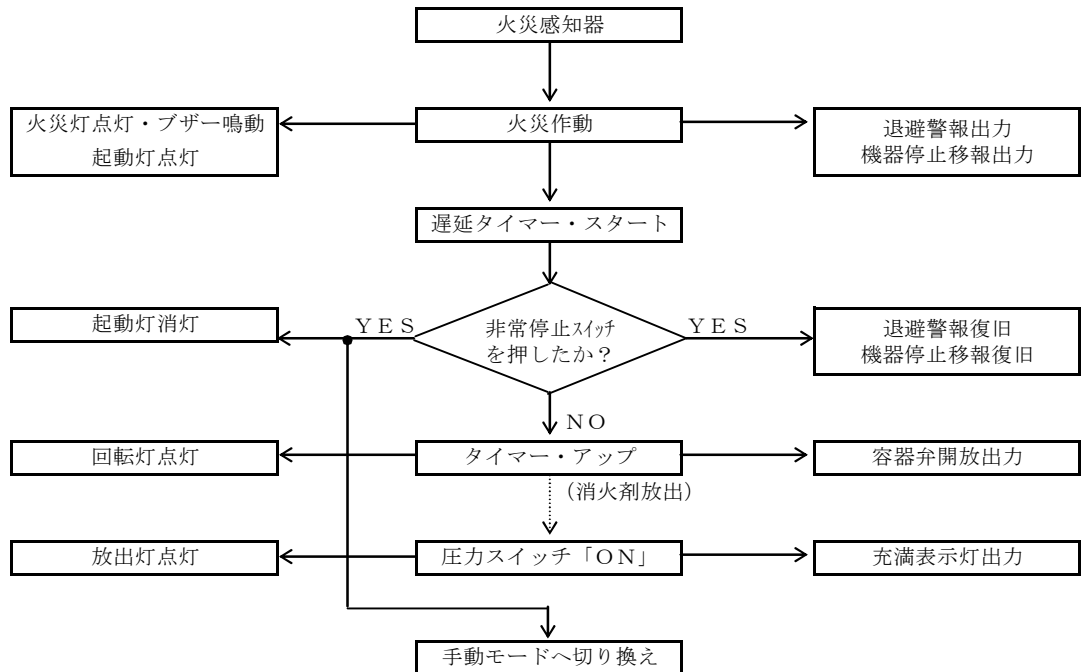 火災感知器
火災灯点灯・ブザー鳴動
起動灯点灯
火災作動
退避警報出力
機器停止移報出力
遅延タイマー・スタート
起動灯消灯
ＹＥＳ
非常停止ｽｲｯﾁ
を押したか？
ＹＥＳ
退避警報復旧
機器停止移報復旧
ＮＯ
回転灯点灯
タイマー・アップ
容器弁開放出力
（消火剤放出）
放出灯点灯
圧力スイッチ「ＯＮ」
充満表示灯出力
手動モードへ切り換え